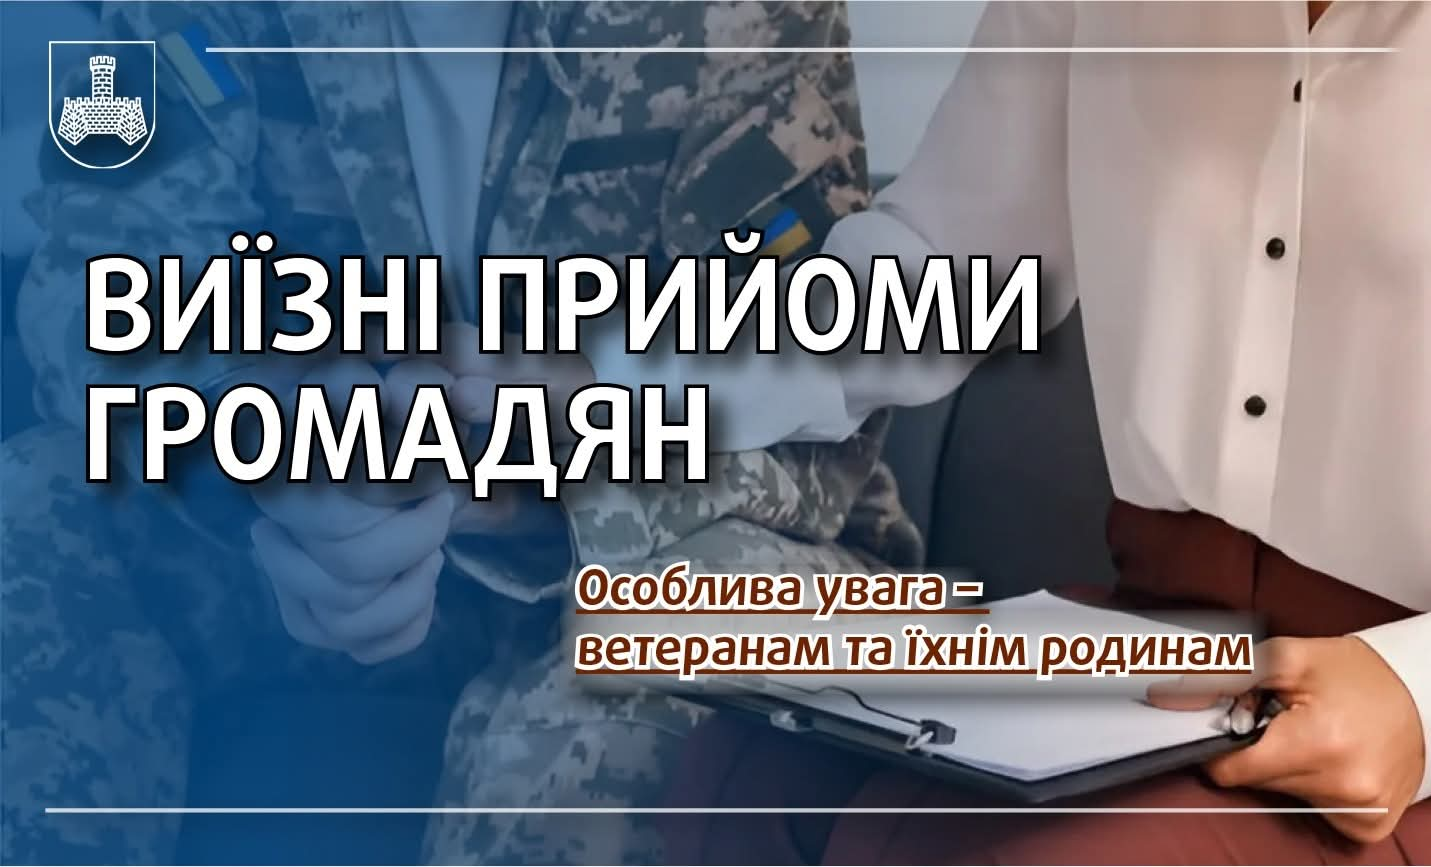 ВИЇЗНІ ПРИЙОМИ
ГРОМАДЯН
Особлива увага –
ветеранам та їхнім родинам